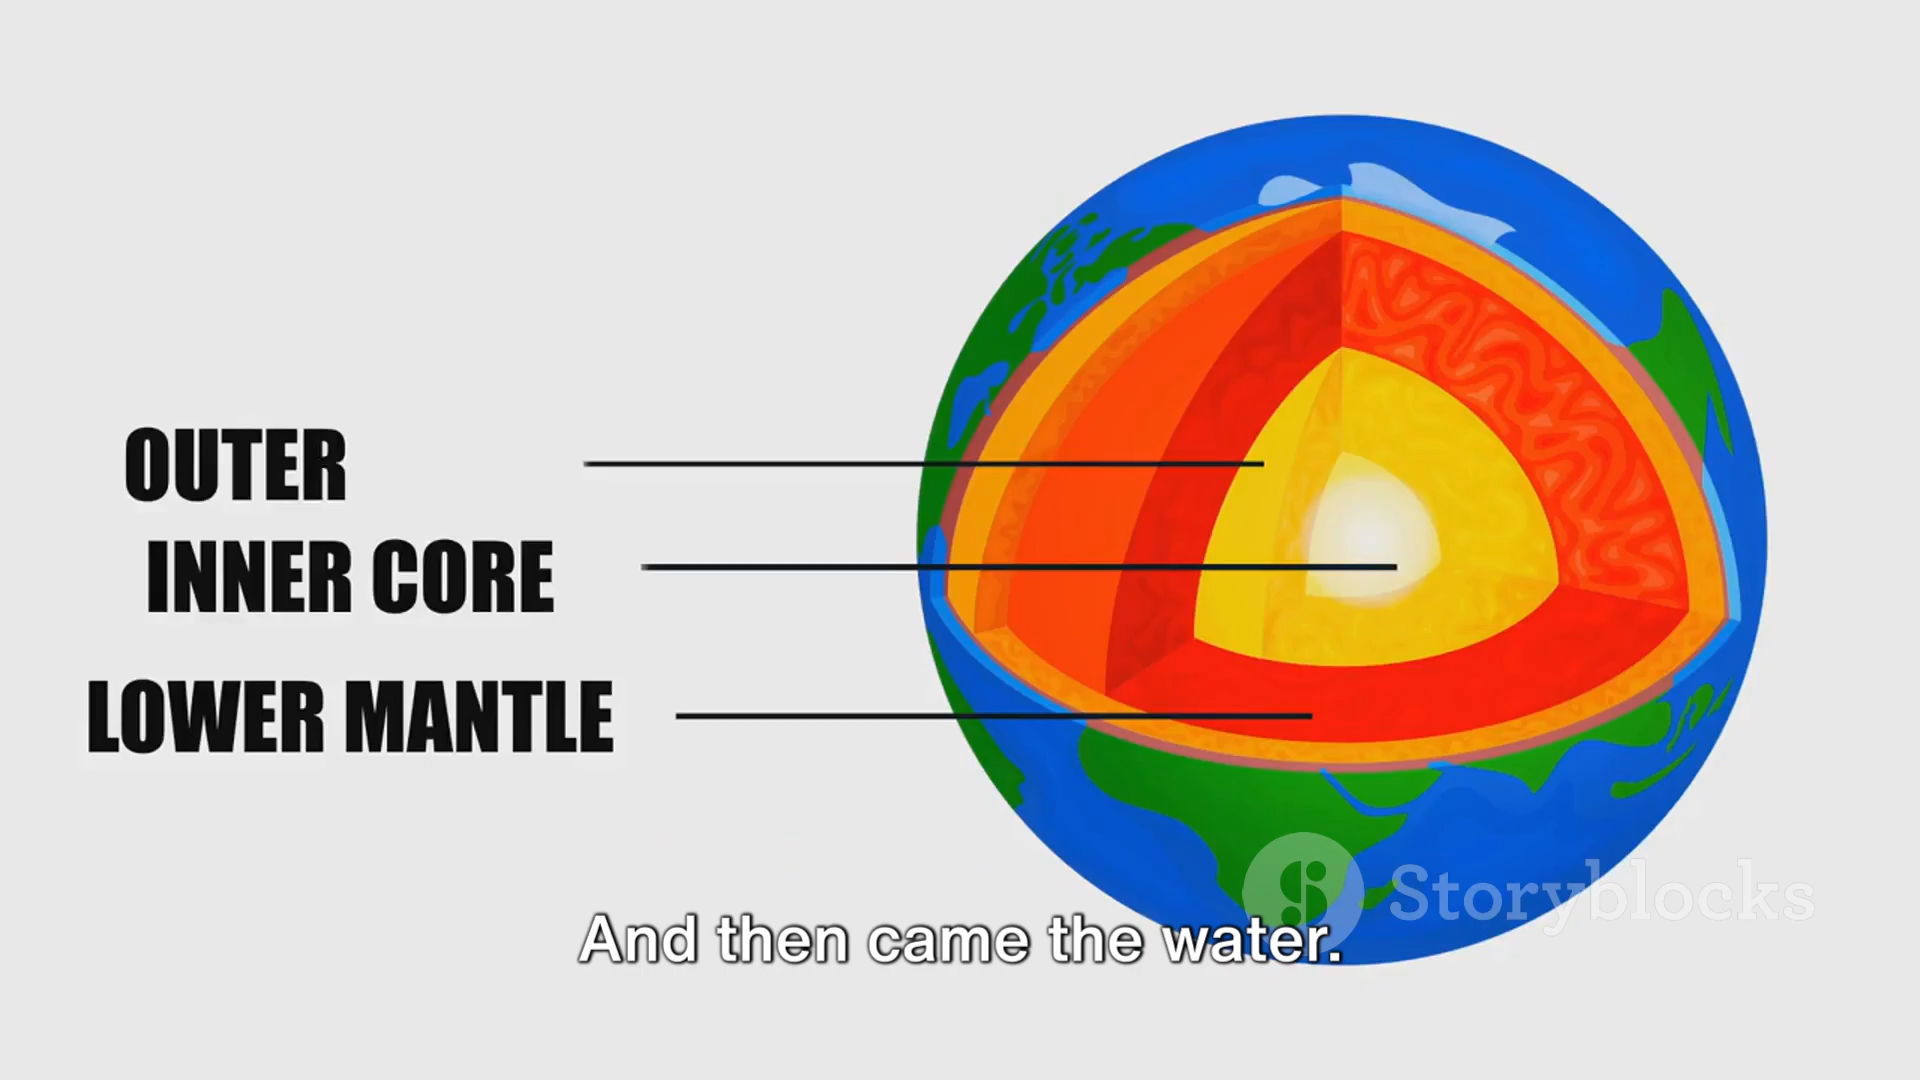 OUTER
INNER CORE
LOWER MANTLE
Storyblocks
And then came the water.